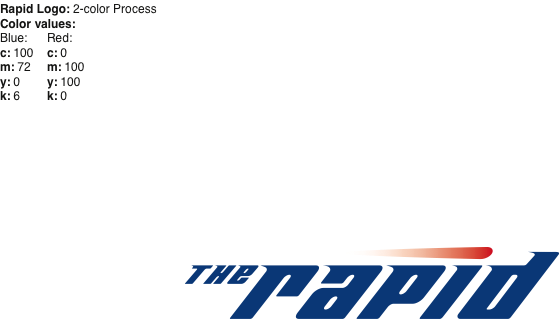 Rapid Logo: 2-color Process
Color values:
Blue: Red:
c: 100 c: 0
m: 72 m: 100
y: 0 y: 100
k: 6 k: 0
THE rapid